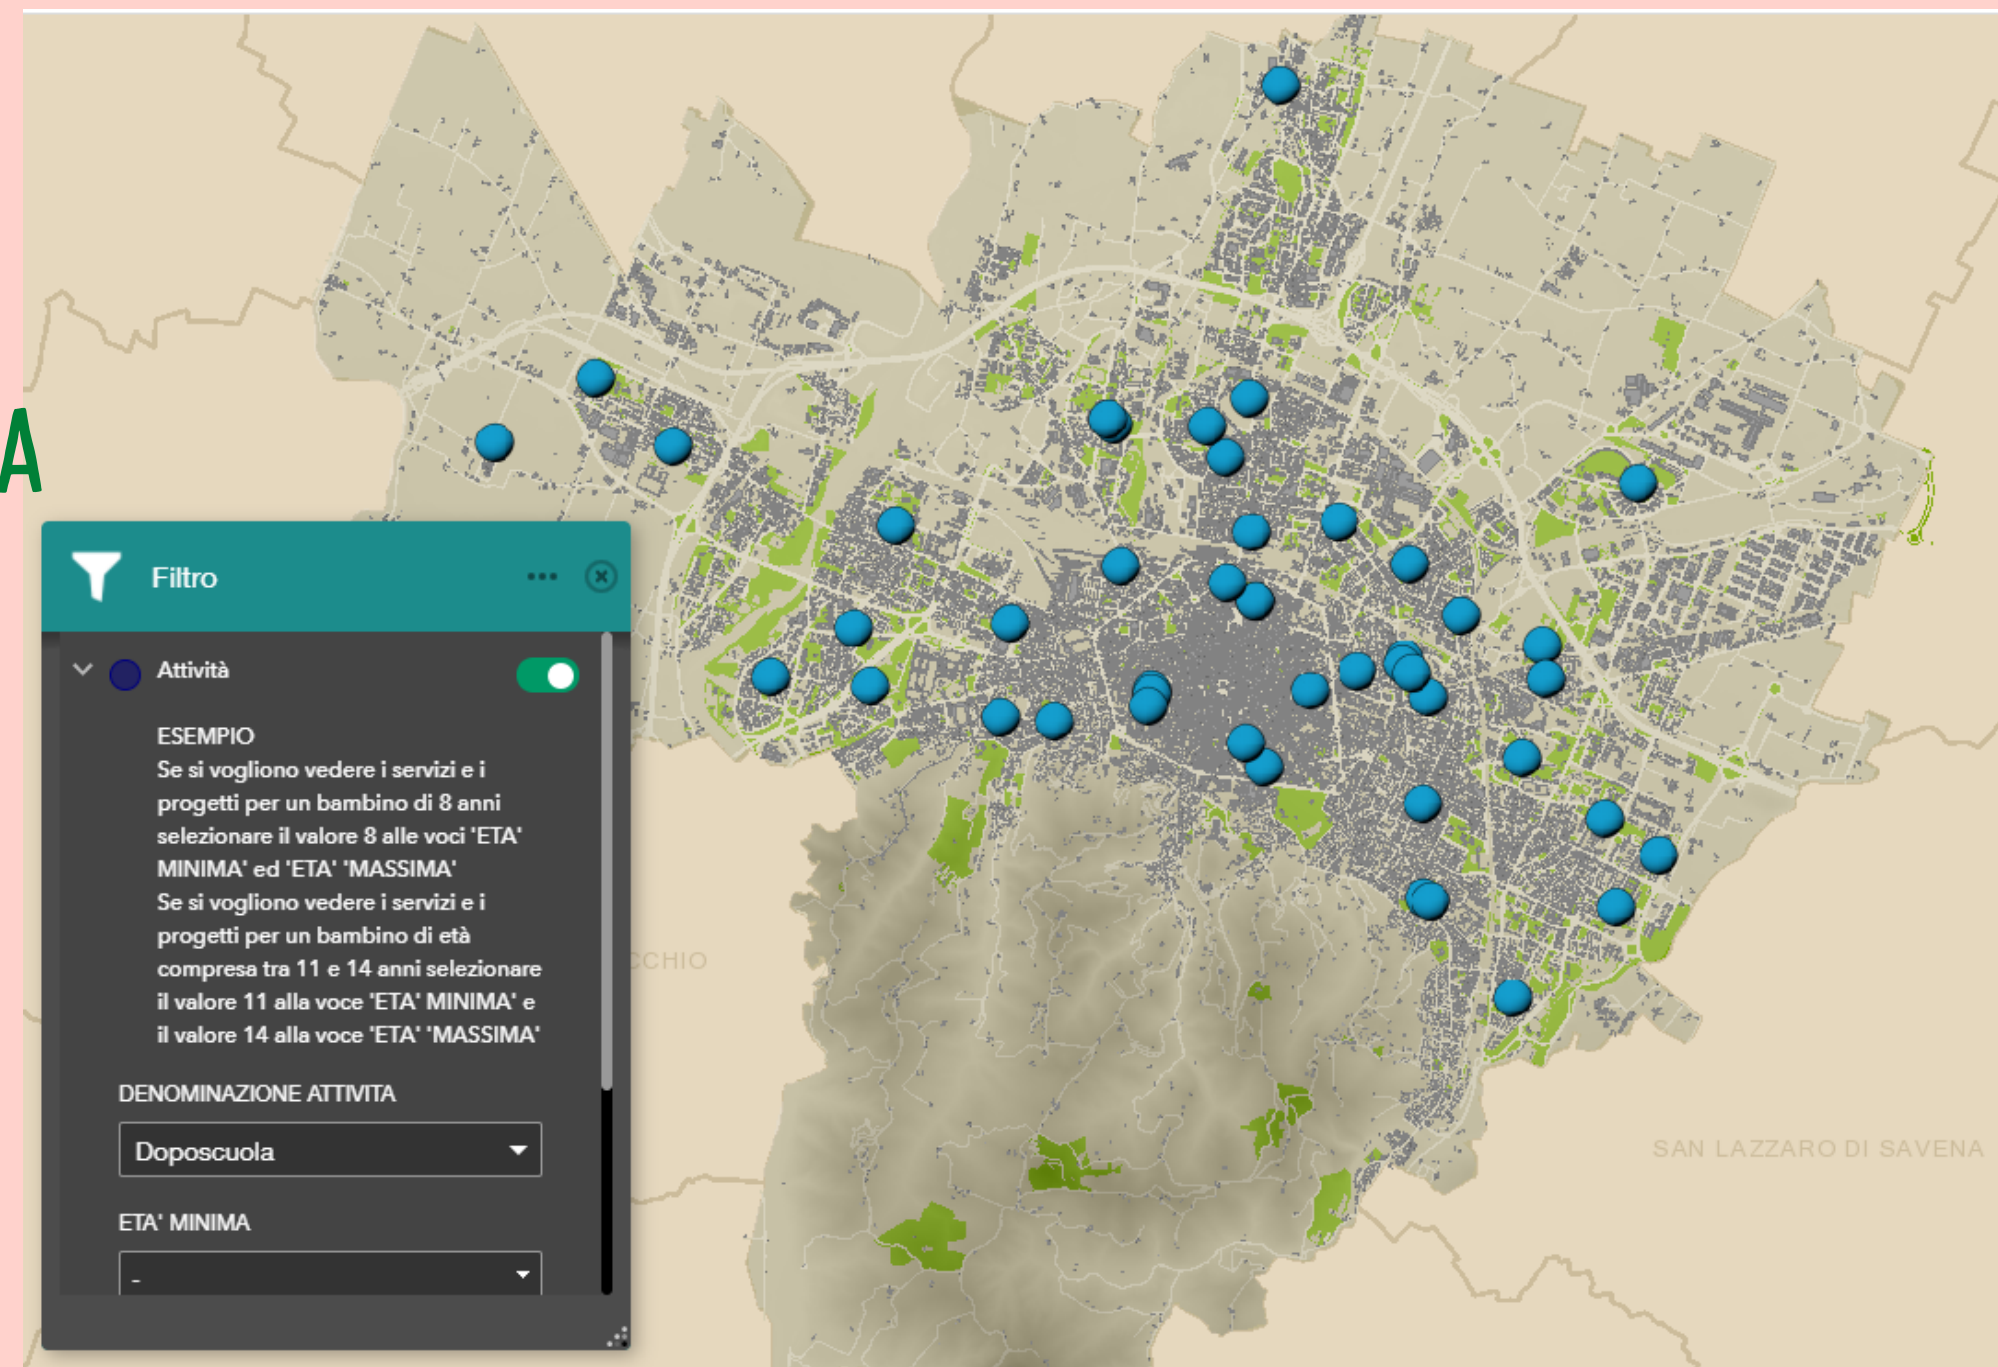 A
Filtro
Attività
ESEMPIO
Se si vogliono vedere i servizi e i
progetti per un bambino di 8 anni
selezionare il valore 8 alle voci 'ETA'
MINIMA' ed 'ETA' 'MASSIMA'
Se si vogliono vedere i servizi e i
progetti per un bambino di età
compresa tra 11 e 14 anni selezionare
il valore 11 alla voce 'ETA' MINIMA' e
il valore 14 alla voce 'ETA' 'MASSIMA'
DENOMINAZIONE ATTIVITA
Doposcuola
ETA' MINIMA
-
CCHIO
SAN LAZZARO DI SAVENA